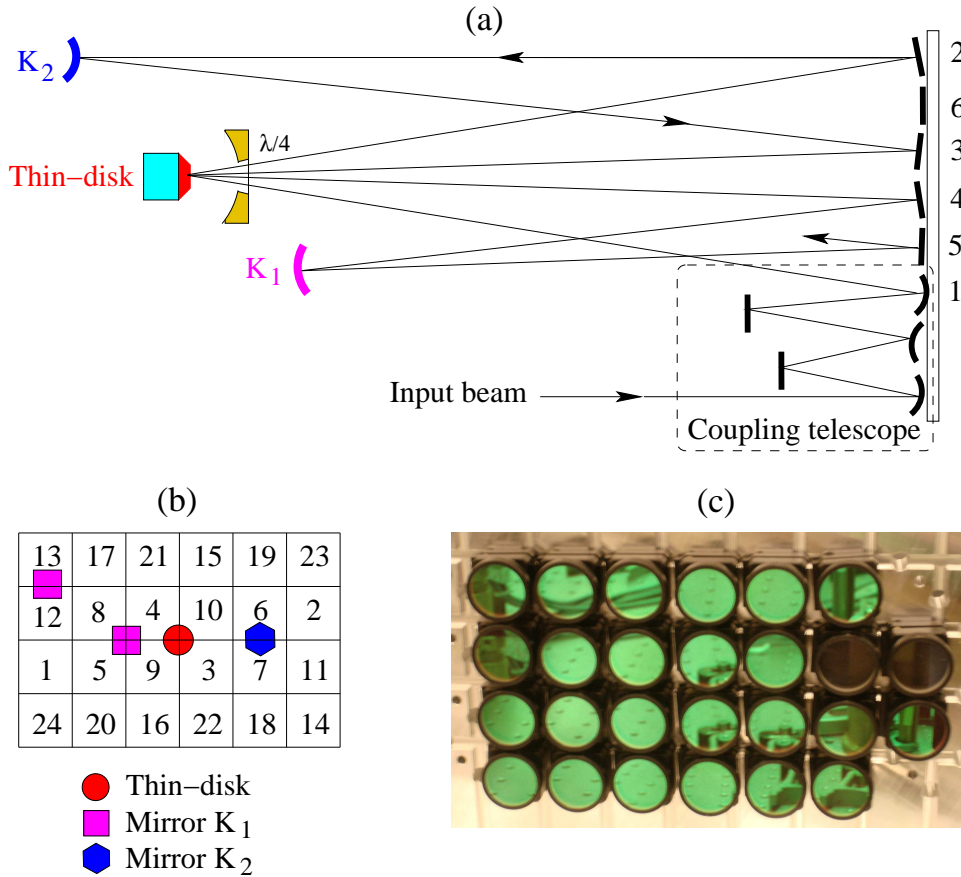 (a)
K2
2
6
λ/4
3
Thin-disk
4
5
K1
1
Input beam
Coupling telescope
(b)
(c)
13 17 21 15 19 23
12 8 4 10 6 2
1 5 9 3 7 11
24 20 16 22 18 14
Thin-disk
Mirror K1
Mirror K2